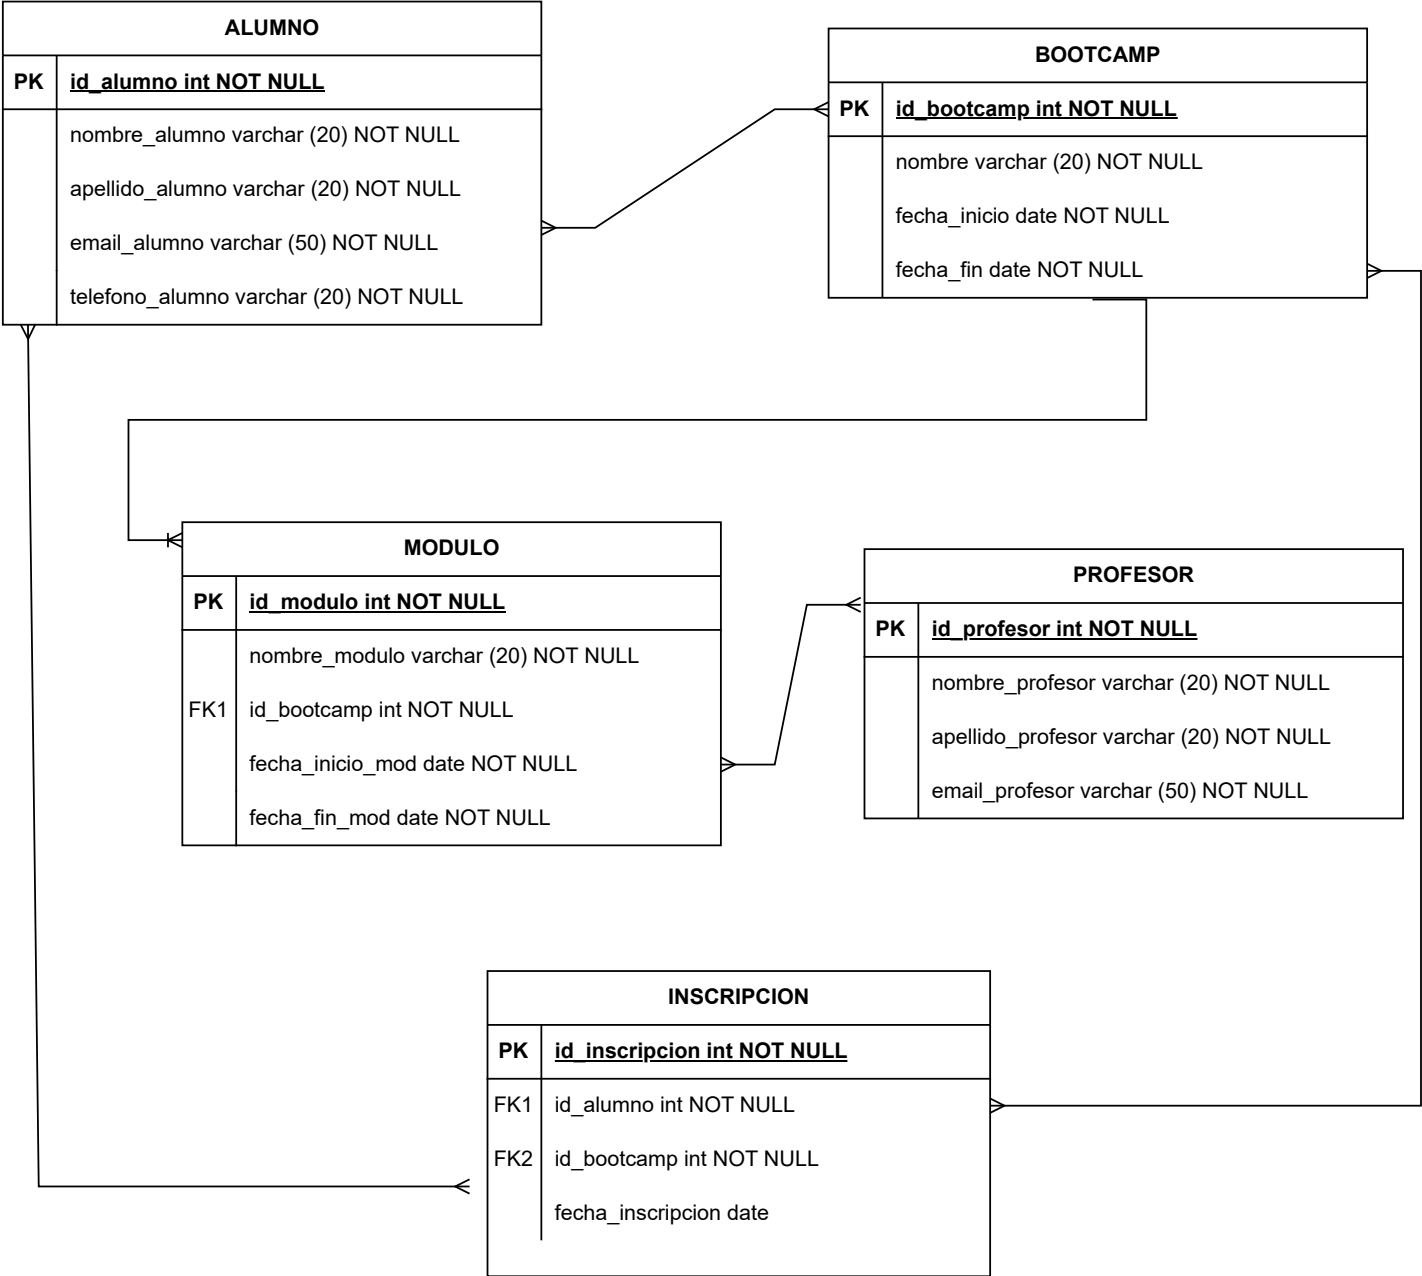 ALUMNO
PK id_alumno int NOT NULL
nombre_alumno varchar (20) NOT NULL
apellido_alumno varchar (20) NOT NULL
email_alumno varchar (50) NOT NULL
telefono_alumno varchar (20) NOT NULL
BOOTCAMP
PK id_bootcamp int NOT NULL
nombre varchar (20) NOT NULL
fecha_inicio date NOT NULL
fecha_fin date NOT NULL
MODULO
PK id_modulo int NOT NULL
nombre_modulo varchar (20) NOT NULL
FK1 id_bootcamp int NOT NULL
fecha_inicio_mod date NOT NULL
fecha_fin_mod date NOT NULL
PROFESOR
PK id_profesor int NOT NULL
nombre_profesor varchar (20) NOT NULL
apellido_profesor varchar (20) NOT NULL
email_profesor varchar (50) NOT NULL
INSCRIPCION
PK id_inscripcion int NOT NULL
FK1 id_alumno int NOT NULL
FK2 id_bootcamp int NOT NULL
fecha_inscripcion date